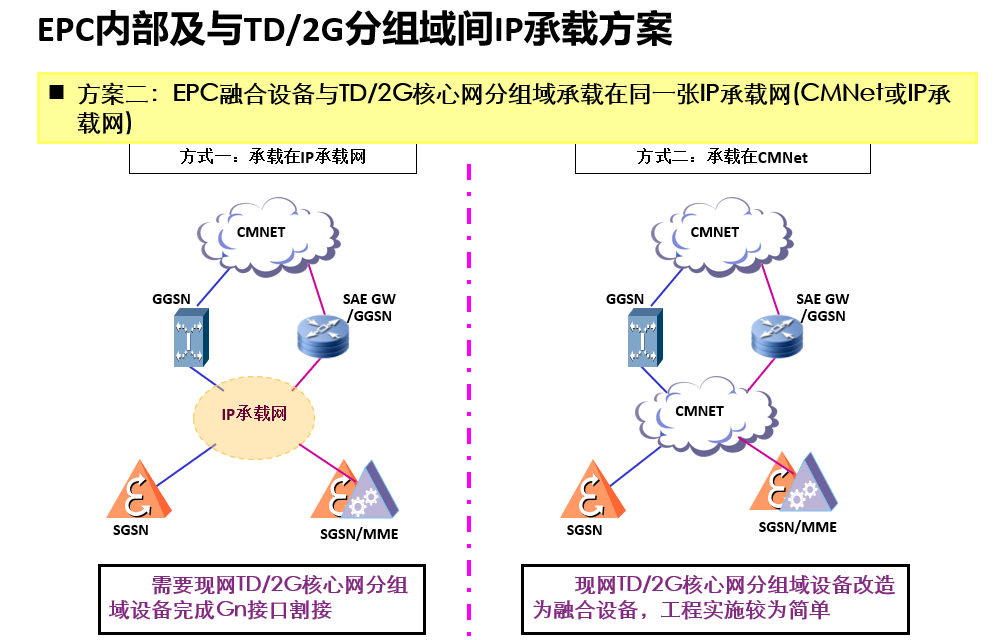 EPC内部及与TD/2G分组域间IP承载方案
■ 方案二：EPC融合设备与TD/2G核心网分组域承载在同一张IP承载网(CMNet或IP承
载网)
方式一：承载在IP承载网
CMNET
GGSN
SAE GW
/GGSN
IP承载网
SGSN
SGSN/MME
需要现网TD/2G核心网分组
域设备完成Gn接口割接
方式二：承载在CMNet
CMNET
GGSN
SAE GW
/GGSN
CMNET
SGSN
SGSN/MME
现网TD/2G核心网分组域设备改造
为融合设备，工程实施较为简单